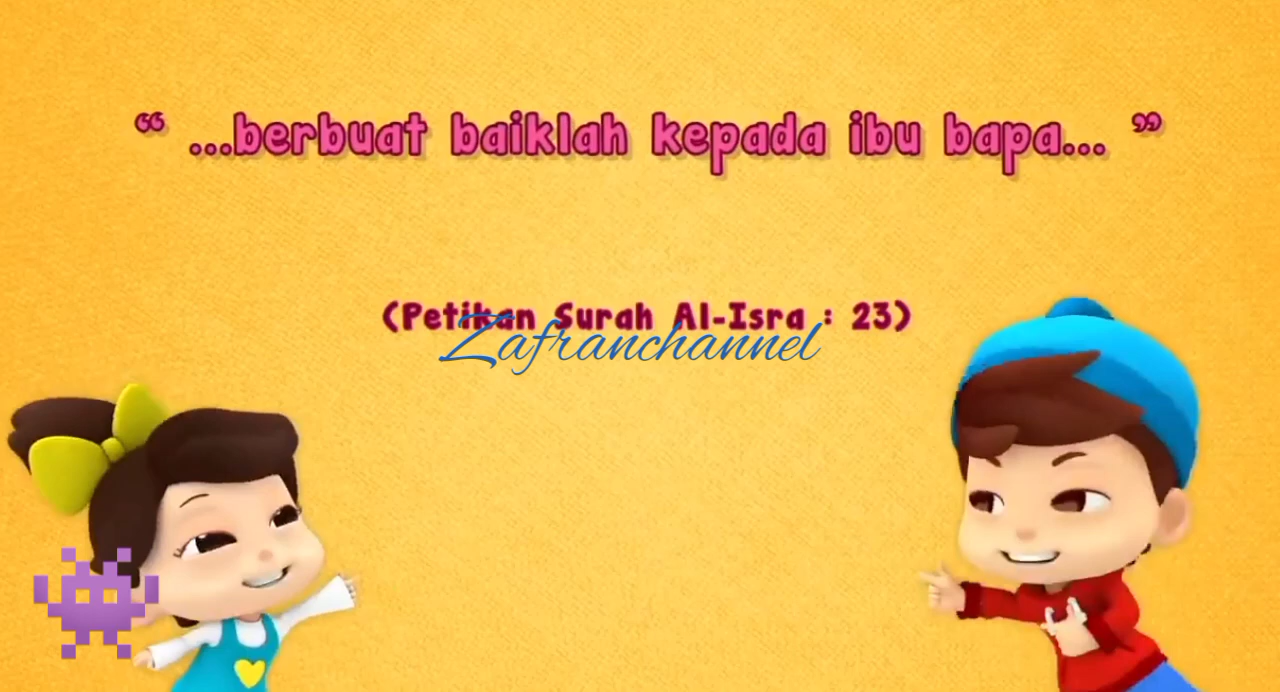 “ ...berbuat baiklah kepada ibu bapa... ”
(Petikan Surah Al-Isra : 23)
Zafranchannel